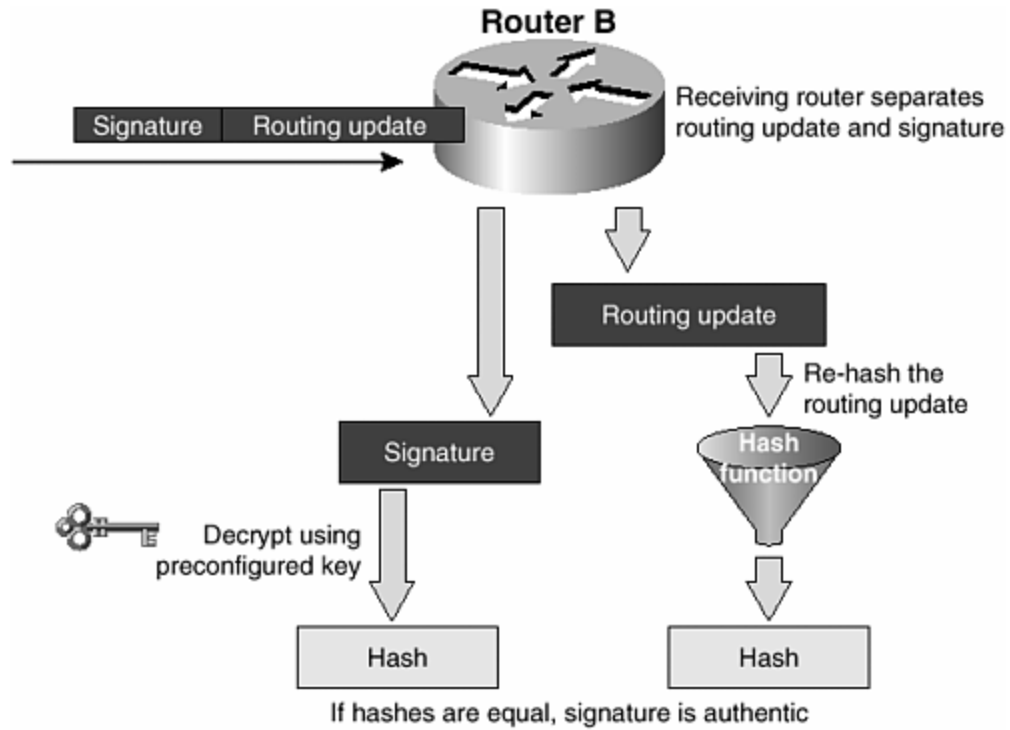 Router B
Signature
Routing update
Receiving router separates
routing update and signature
Routing update
Re-hash the
routing update
Hash
function
Signature
Decrypt using
preconfigured key
Hash
Hash
If hashes are equal, signature is authentic